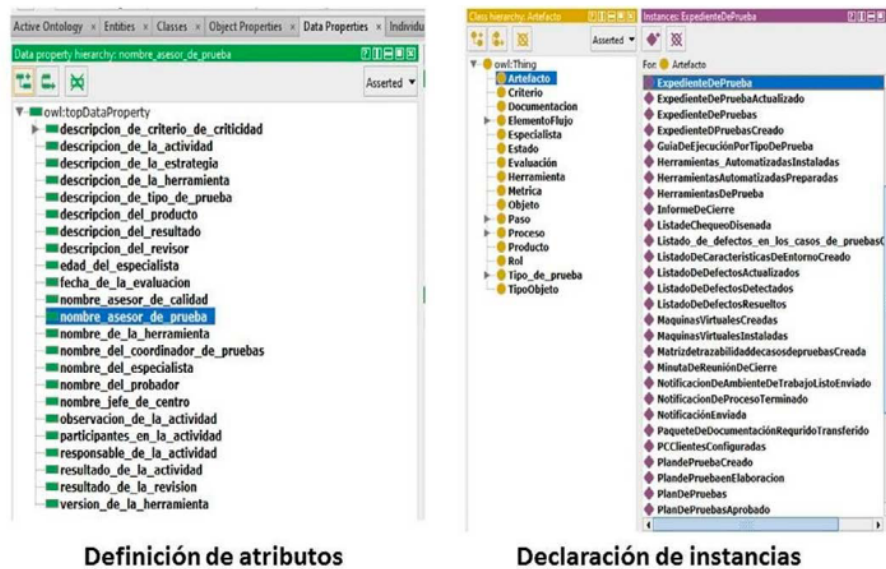 Active Ontology × Entities × Classes × Object Properties × Data Properties × Individu
Data property hierarchy: nombre_asesor_de_prueba
Asserted
owl:topDataProperty
descripcion_de_criterio_de_criticidad
descripcion_de_la_actividad
descripcion_de_la_estrategia
descripcion_de_la_herramienta
descripcion_de_tipo_de_prueba
descripcion_del_producto
descripcion_del_resultado
descripcion_del_revisor
edad_del_especialista
fecha_de_la_evaluacion
nombre_asesor_de_calidad
nombre_asesor_de_prueba
nombre_de_la_herramienta
nombre_del_coordinador_de_pruebas
nombre_del_especialista
nombre_del_probador
nombre_jefe_de_centro
observacion_de_la_actividad
participantes_en_la_actividad
responsable_de_la_actividad
resultado_de_la_actividad
resultado_de_la_revision
version_de_la_herramienta
Definición de atributos
Class hierarchy: Artefacto
Asserted
owl:Thing
Artefacto
Criterio
Documentacion
ElementoFlujo
Especialista
Estado
Evaluación
Herramienta
Metrica
Objeto
Paso
Proceso
Producto
Rol
Tipo_de_prueba
TipoObjeto
Instances: ExpedienteDePrueba
For: Artefacto
ExpedienteDePrueba
ExpedienteDePruebaActualizado
ExpedienteDePruebas
ExpedienteDPruebasCreado
GuiaDeEjecuciónPorTipoDePrueba
Herramientas_AutomatizadasInstaladas
HerramientasAutomatizadasPreparadas
HerramientasDePrueba
InformeDeCierre
ListadeChequeoDisenada
Listado_de_defectos_en_los_casos_de_pruebasC
ListadoDeCaracteristicasDeEntornoCreado
ListadoDeDefectosActualizados
ListadoDeDefectosDetectados
ListadoDeDefectosResueltos
MaquinasVirtualesCreadas
MaquinasVirtualesInstaladas
MatrizdetrazabilidaddecasosdepruebasCreada
MinutaDeReuniónDeCierre
NotificacionDeAmbienteDeTrabajoListoEnviado
NotificacionDeProcesoTerminado
NotificaciónEnviada
PaqueteDeDocumentaciónRequridoTransferido
PCClientesConfiguradas
PlandePruebaCreado
PlandePruebaenElaboracion
PlanDePruebas
PlanDePruebasAprobado
Declaración de instancias